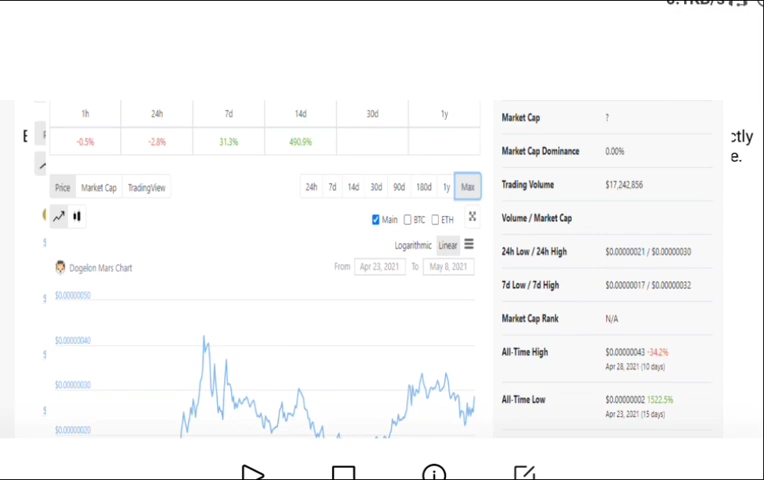 1h 24h 7d 14d 30d 1y
-0.5% -2.8% 31.3% 490.9%
Price Market Cap TradingView
24h 7d 14d 30d 90d 180d 1y Max
Main BTC ETH
Logarithmic Linear
Dogelon Mars Chart
From Apr 23, 2021 To May 8, 2021
$0.00000050
$0.00000040
$0.00000030
$0.00000020
Market Cap ?
Market Cap Dominance 0.00%
Trading Volume $17,242,856
Volume / Market Cap
24h Low / 24h High $0.00000021 / $0.00000030
7d Low / 7d High $0.00000017 / $0.00000032
Market Cap Rank N/A
All-Time High $0.00000043 -34.2%
Apr 28, 2021 (10 days)
All-Time Low $0.00000002 1522.5%
Apr 23, 2021 (15 days)
ctly
e.